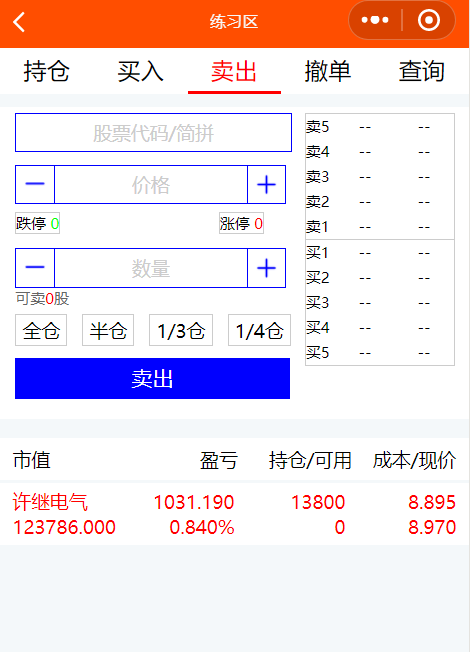 练习区
持仓 买入 卖出 撤单 查询
股票代码/简拼
价格
跌停 0 涨停 0
数量
可卖0股
全仓 半仓 1/3仓 1/4仓
卖出
卖5 -- --
卖4 -- --
卖3 -- --
卖2 -- --
卖1 -- --
买1 -- --
买2 -- --
买3 -- --
买4 -- --
买5 -- --
市值 盈亏 持仓/可用 成本/现价
许继电气 1031.190 13800 8.895
123786.000 0.840% 0 8.970